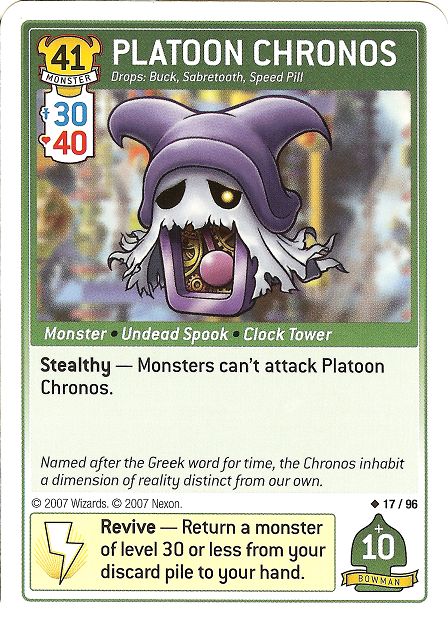 41
MONSTER
PLATOON CHRONOS
Drops: Buck, Sabretooth, Speed Pill
30
40
Monster • Undead Spook • Clock Tower
Stealthy — Monsters can't attack Platoon
Chronos.
Named after the Greek word for time, the Chronos inhabit
a dimension of reality distinct from our own.
© 2007 Wizards. © 2007 Nexon.
◆ 17 / 96
Revive — Return a monster
of level 30 or less from your
discard pile to your hand.
+
10
BOWMAN